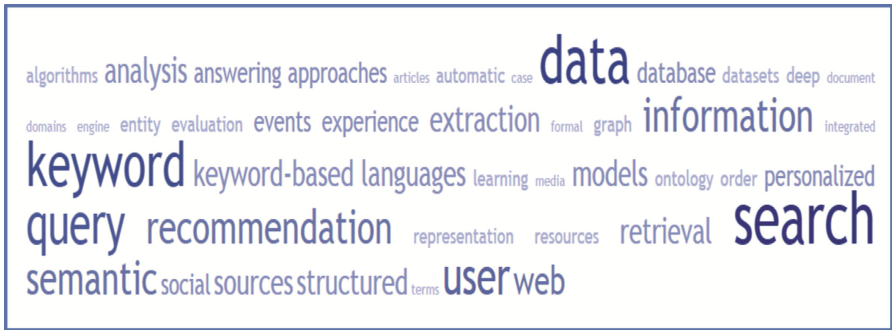 algorithms analysis answering approaches articles automatic case data database datasets deep document
domains engine entity evaluation events experience extraction formal graph information integrated
keyword keyword-based languages learning media models ontology order personalized
query recommendation representation resources retrieval search
semantic social sources structured terms user web